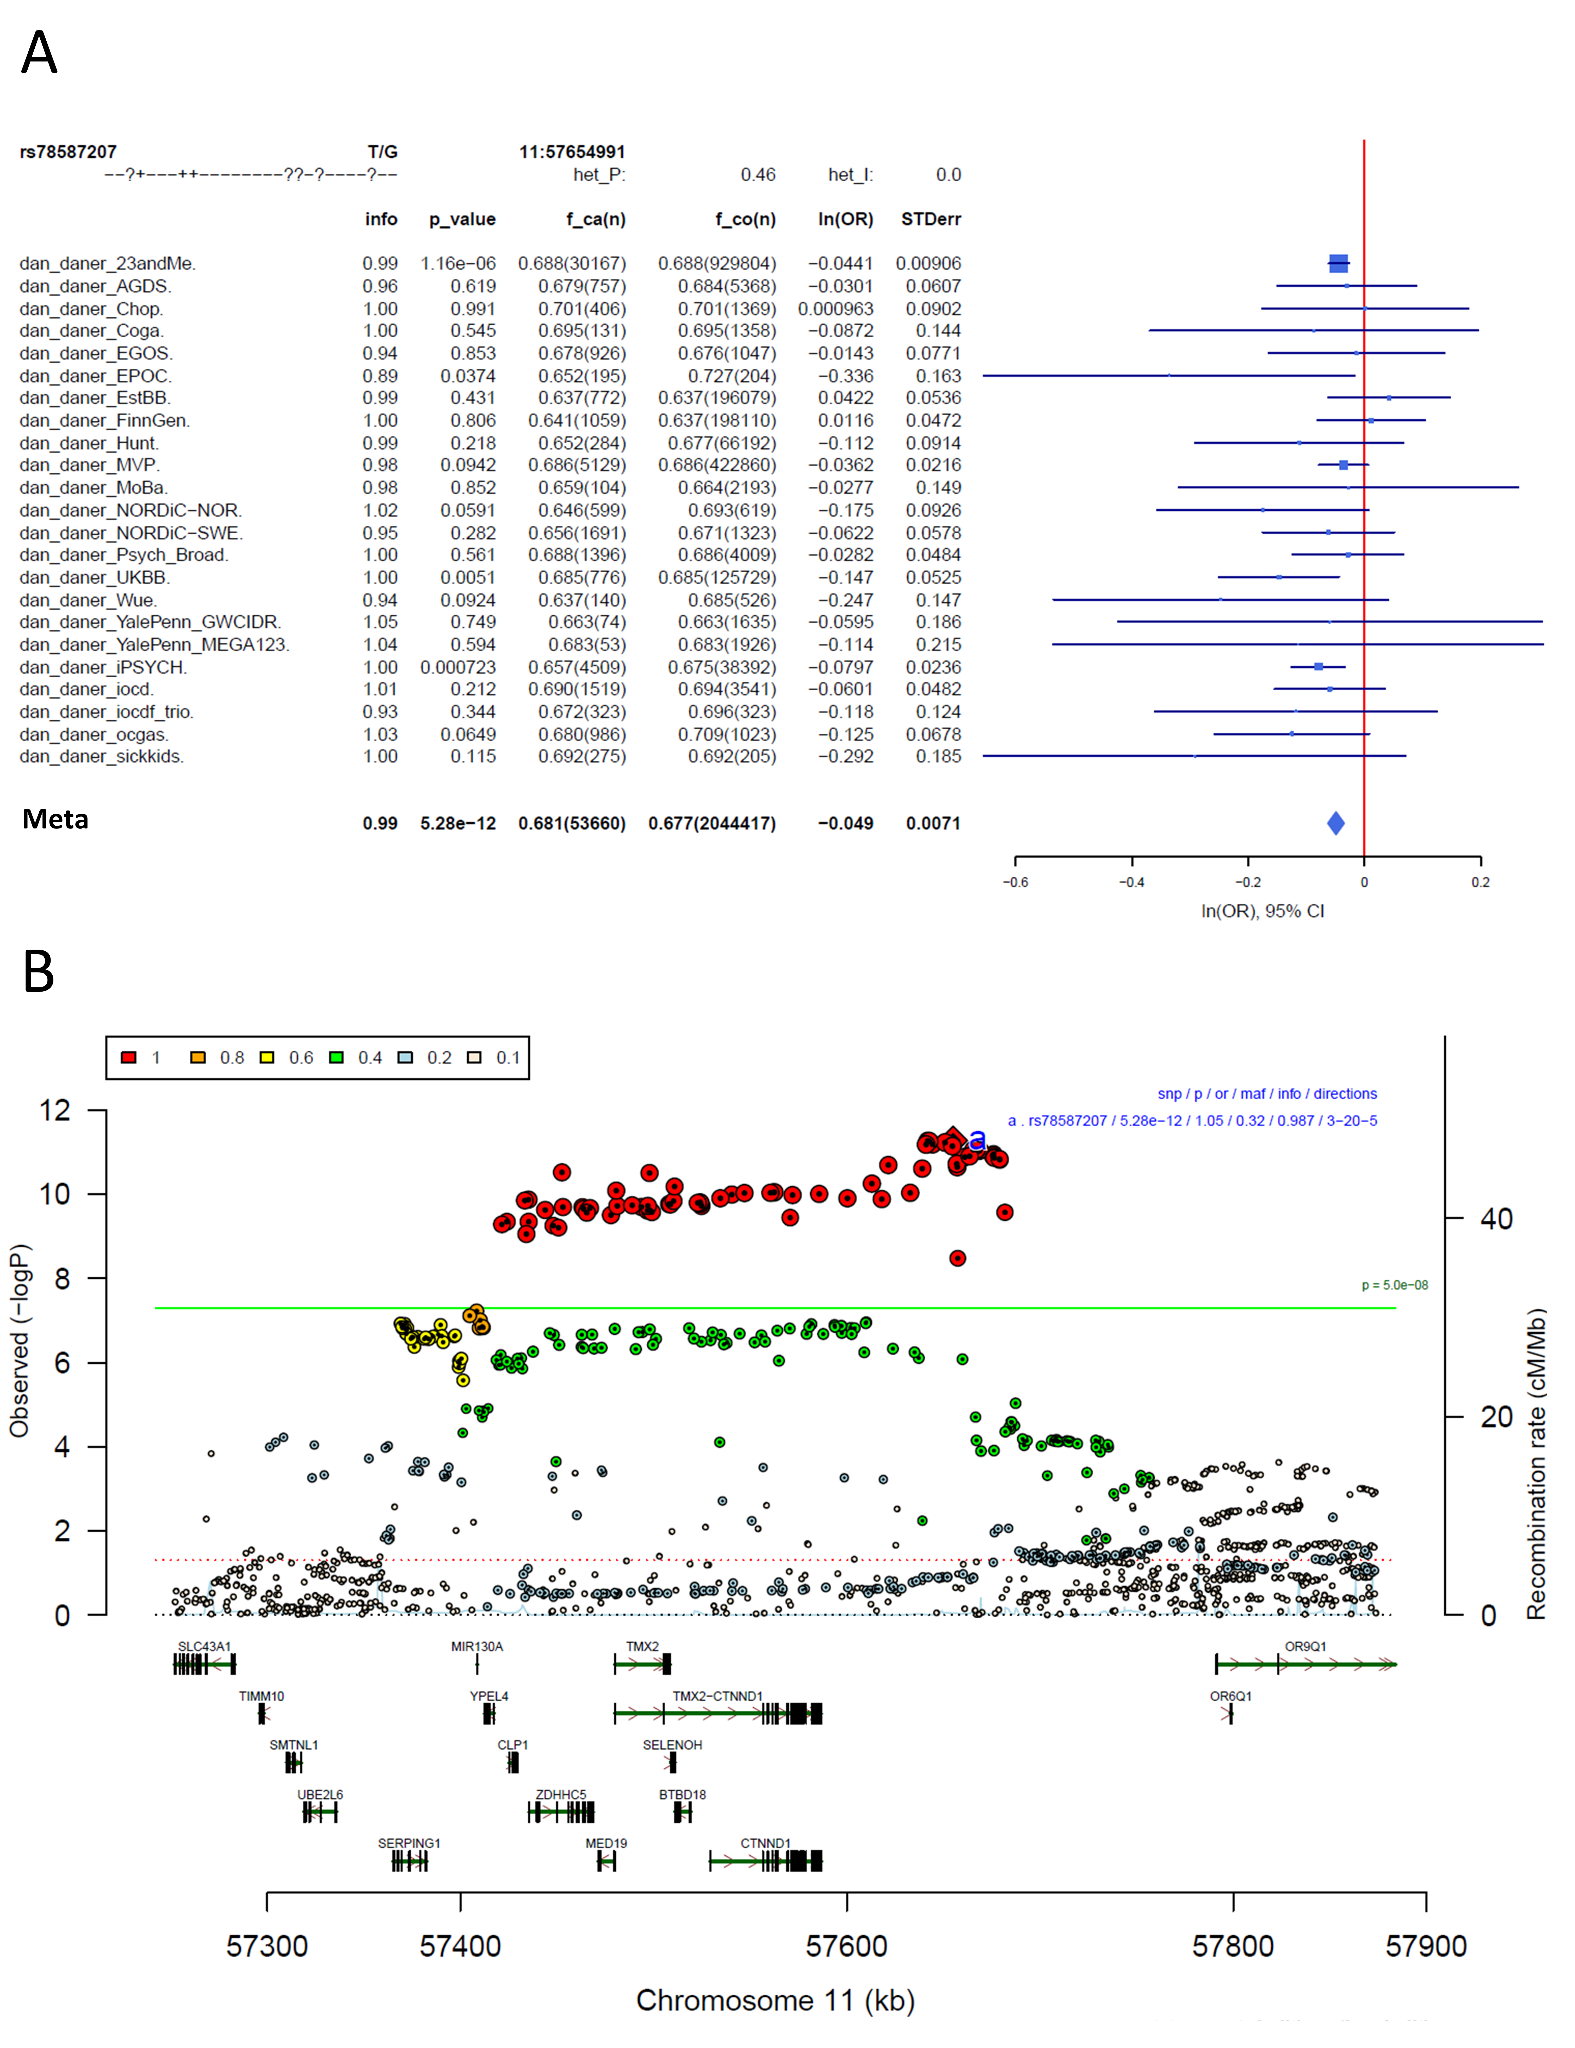 A
rs78587207 T/G 11:57654991
−−?+−−−++−−−−−−−−??−?−−−−?−− het_P: 0.46 het_I: 0.0
info p_value f_ca(n) f_co(n) ln(OR) STDerr
dan_daner_23andMe. 0.99 1.16e−06 0.688(30167) 0.688(929804) −0.0441 0.00906
dan_daner_AGDS. 0.96 0.619 0.679(757) 0.684(5368) −0.0301 0.0607
dan_daner_Chop. 1.00 0.991 0.701(406) 0.701(1369) 0.000963 0.0902
dan_daner_Coga. 1.00 0.545 0.695(131) 0.695(1358) −0.0872 0.144
dan_daner_EGOS. 0.94 0.853 0.678(926) 0.676(1047) −0.0143 0.0771
dan_daner_EPOC. 0.89 0.0374 0.652(195) 0.727(204) −0.336 0.163
dan_daner_EstBB. 0.99 0.431 0.637(772) 0.637(196079) 0.0422 0.0536
dan_daner_FinnGen. 1.00 0.806 0.641(1059) 0.637(198110) 0.0116 0.0472
dan_daner_Hunt. 0.99 0.218 0.652(284) 0.677(66192) −0.112 0.0914
dan_daner_MVP. 0.98 0.0942 0.686(5129) 0.686(422860) −0.0362 0.0216
dan_daner_MoBa. 0.98 0.852 0.659(104) 0.664(2193) −0.0277 0.149
dan_daner_NORDiC−NOR. 1.02 0.0591 0.646(599) 0.693(619) −0.175 0.0926
dan_daner_NORDiC−SWE. 0.95 0.282 0.656(1691) 0.671(1323) −0.0622 0.0578
dan_daner_Psych_Broad. 1.00 0.561 0.688(1396) 0.686(4009) −0.0282 0.0484
dan_daner_UKBB. 1.00 0.0051 0.685(776) 0.685(125729) −0.147 0.0525
dan_daner_Wue. 0.94 0.0924 0.637(140) 0.685(526) −0.247 0.147
dan_daner_YalePenn_GWCIDR. 1.05 0.749 0.663(74) 0.663(1635) −0.0595 0.186
dan_daner_YalePenn_MEGA123. 1.04 0.594 0.683(53) 0.683(1926) −0.114 0.215
dan_daner_iPSYCH. 1.00 0.000723 0.657(4509) 0.675(38392) −0.0797 0.0236
dan_daner_iocd. 1.01 0.212 0.690(1519) 0.694(3541) −0.0601 0.0482
dan_daner_iocdf_trio. 0.93 0.344 0.672(323) 0.696(323) −0.118 0.124
dan_daner_ocgas. 1.03 0.0649 0.680(986) 0.709(1023) −0.125 0.0678
dan_daner_sickkids. 1.00 0.115 0.692(275) 0.692(205) −0.292 0.185
Meta 0.99 5.28e−12 0.681(53660) 0.677(2044417) −0.049 0.0071
−0.6 −0.4 −0.2 0 0.2
ln(OR), 95% CI
B
1 0.8 0.6 0.4 0.2 0.1
snp / p / or / maf / info / directions
a . rs78587207 / 5.28e−12 / 1.05 / 0.32 / 0.987 / 3−20−5
a
p = 5.0e−08
12
10
8
6
4
2
0
Observed (−logP)
40
20
0
Recombination rate (cM/Mb)
SLC43A1 MIR130A TMX2 OR9Q1
TIMM10 YPEL4 TMX2−CTNND1 OR6Q1
SMTNL1 CLP1 SELENOH
UBE2L6 ZDHHC5 BTBD18
SERPING1 MED19 CTNND1
57300 57400 57600 57800 57900
Chromosome 11 (kb)